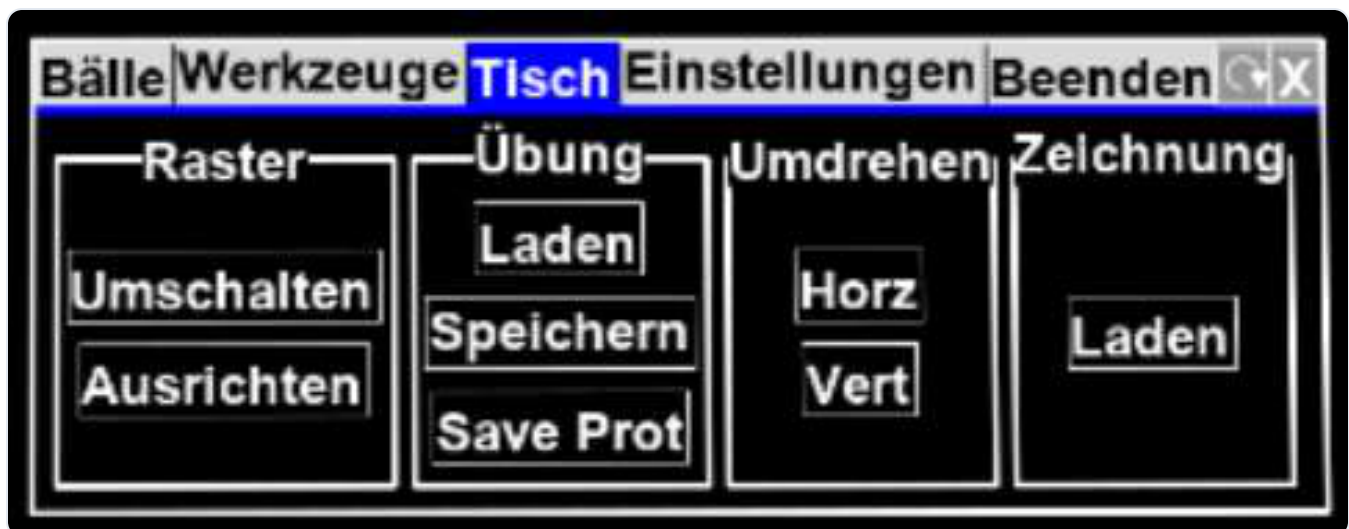 Bälle Werkzeuge Tisch Einstellungen Beenden X
Raster Übung Umdrehen Zeichnung
Laden
Umschalten Horz
Speichern Laden
Ausrichten Vert
Save Prot